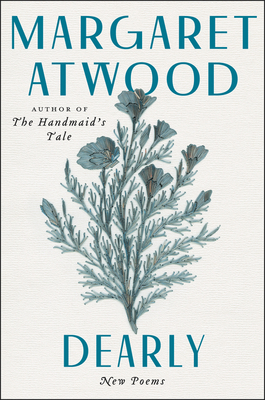 MARGARET
ATWOOD
AUTHOR OF
The Handmaid's
Tale
DEARLY
New Poems